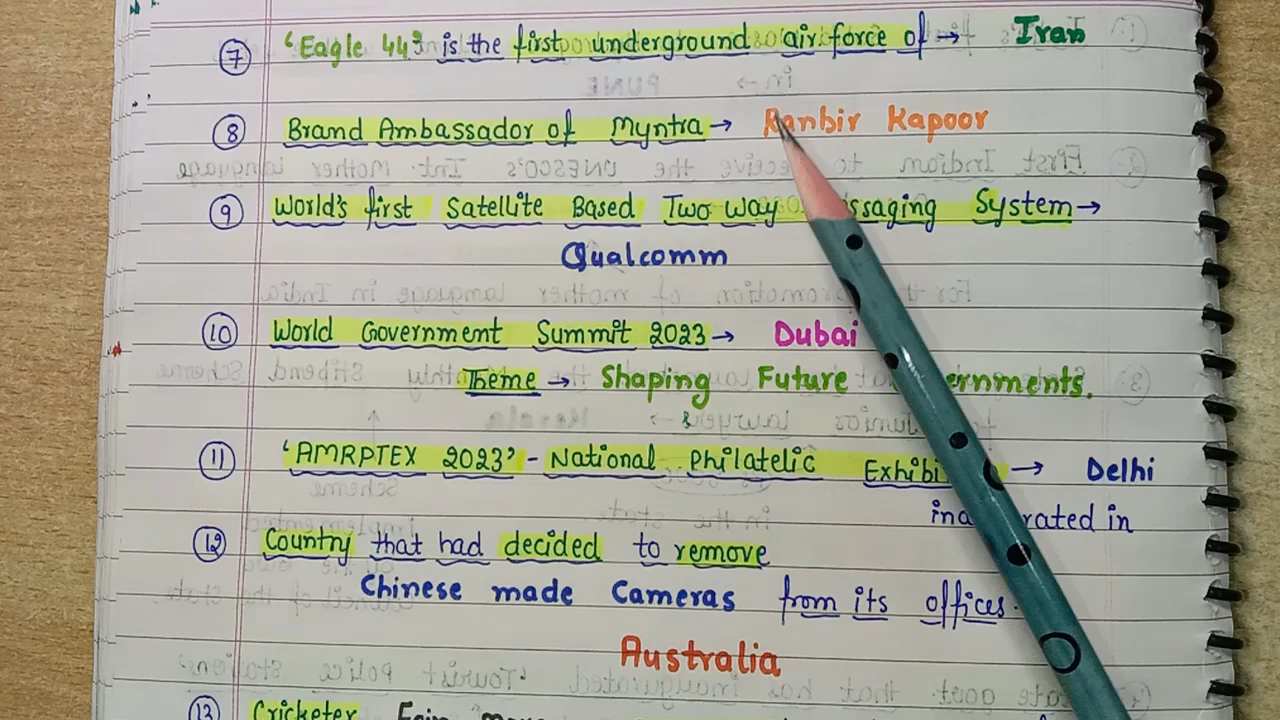 7 'Eagle 44' is the first underground air force of → Iran
8 Brand Ambassador of Myntra → Ranbir Kapoor
9 World's first Satellite Based Two way ssaging System →
Qualcomm
10 World Government Summit 2023 → Dubai
Theme → Shaping Future ernments.
11 'AMRPTEX 2023' - National Philatelic Exhibi → Delhi
ina rated in
12 Country that had decided to remove
Chinese made Cameras from its offices.
Australia
13 Cricketer